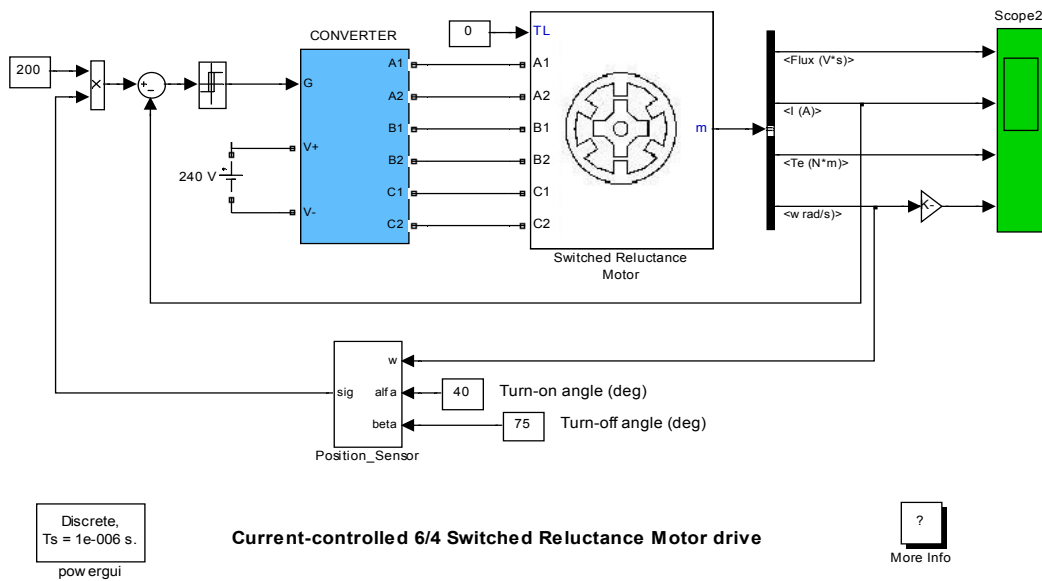 Scope2
CONVERTER
0
TL
200
×
+
-
G
A1
A1
A2
A2
B1
B1
B2
B2
C1
C1
C2
C2
V+
V-
240 V
+
m
<Flux (V*s)>
<I (A)>
<Te (N*m)>
<w rad/s)>
K-
Switched Reluctance
Motor
w
sig
alfa
beta
40
Turn-on angle (deg)
75
Turn-off angle (deg)
Position_Sensor
Discrete,
Ts = 1e-006 s.
powergui
Current-controlled 6/4 Switched Reluctance Motor drive
?
More Info